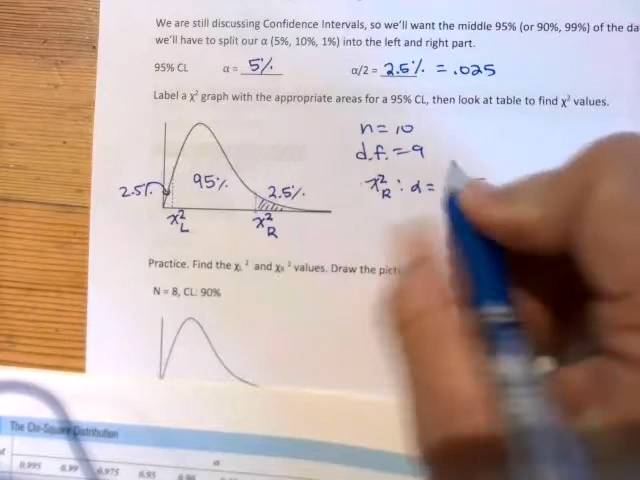 We are still discussing Confidence Intervals, so we'll want the middle 95% (or 90%, 99%) of the da
we'll have to split our α (5%, 10%, 1%) into the left and right part.
95% CL α = 5% α/2 = 2.5% = .025
Label a χ² graph with the appropriate areas for a 95% CL, then look at table to find χ² values.
n = 10
d.f. = 9
χ²R : α =
2.5% 95% 2.5%
χ²L χ²R
Practice. Find the χL² and χR² values. Draw the pict
N = 8, CL: 90%
The Chi-Square Distribution
α
0.995 0.99 0.975 0.95